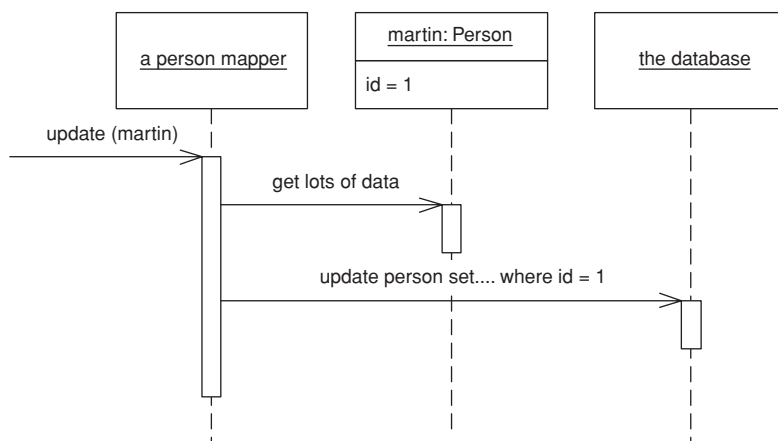 a person mapper
martin: Person
id = 1
the database
update (martin)
get lots of data
update person set.... where id = 1